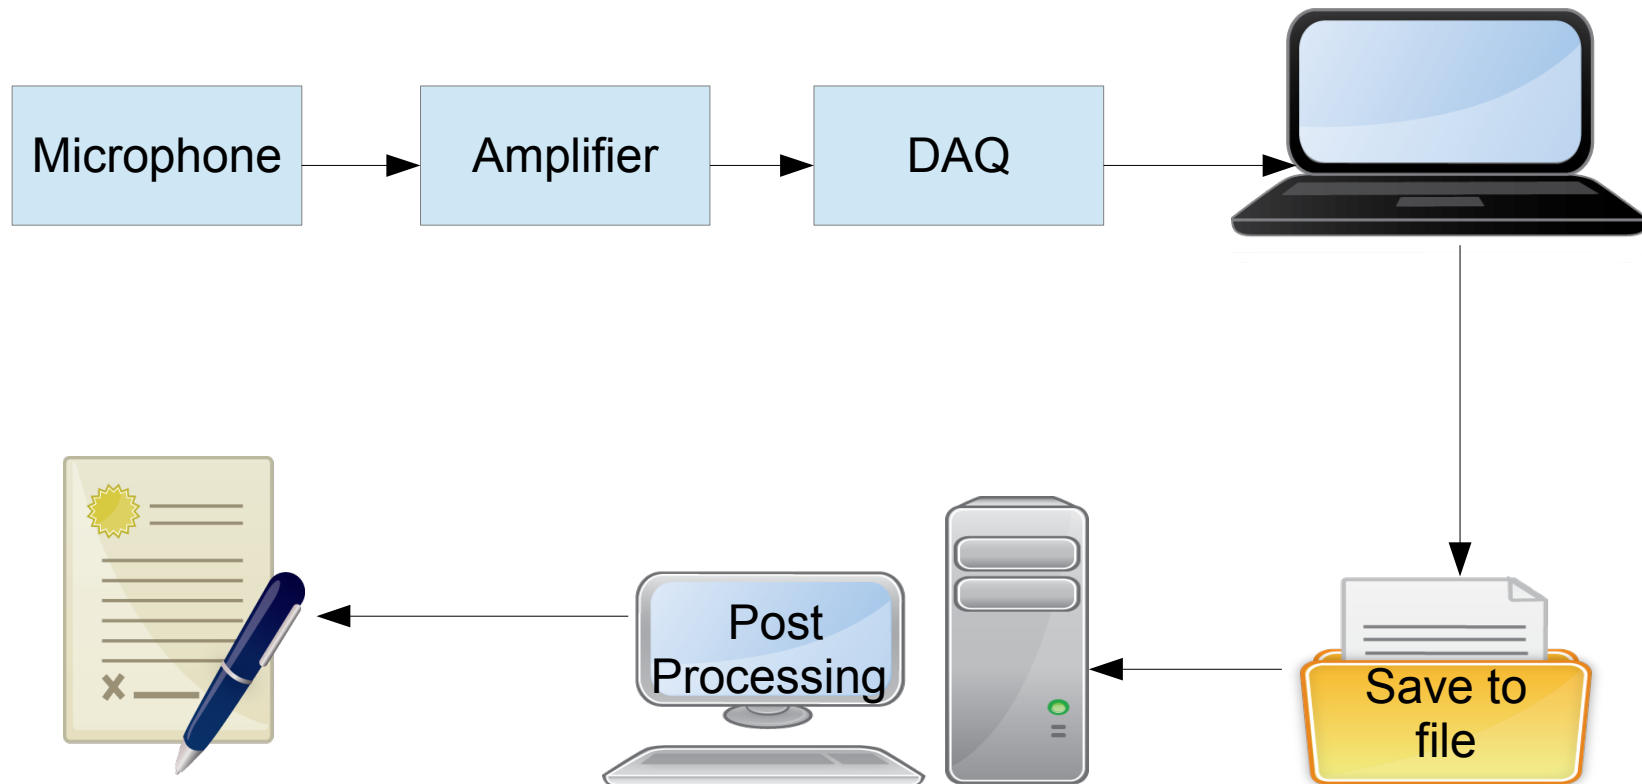 Microphone
Amplifier
DAQ
Post
Processing
Save to
file